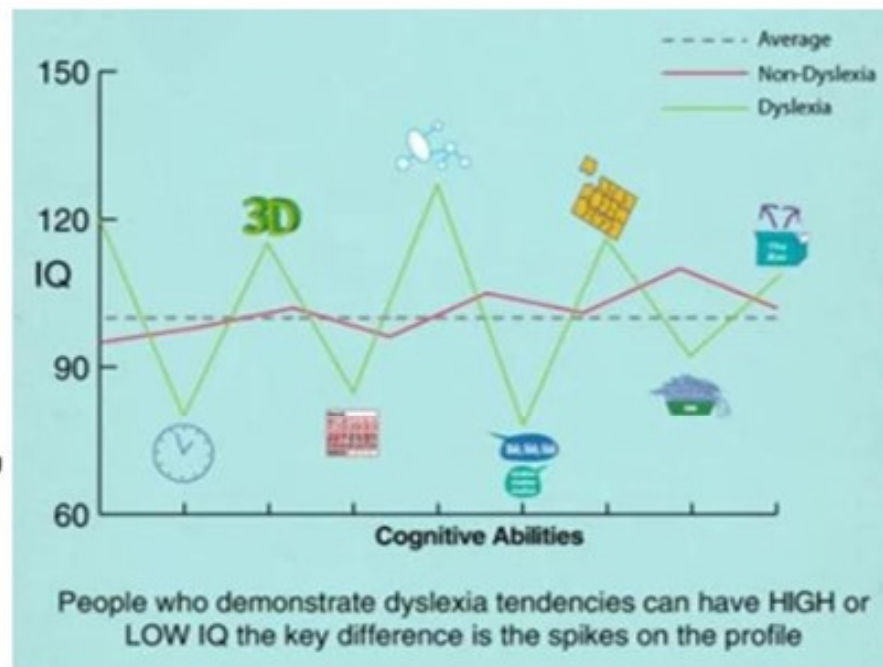 Average
Non-Dyslexia
Dyslexia
150
120
IQ
90
60
3D
Cognitive Abilities
People who demonstrate dyslexia tendencies can have HIGH or
LOW IQ the key difference is the spikes on the profile